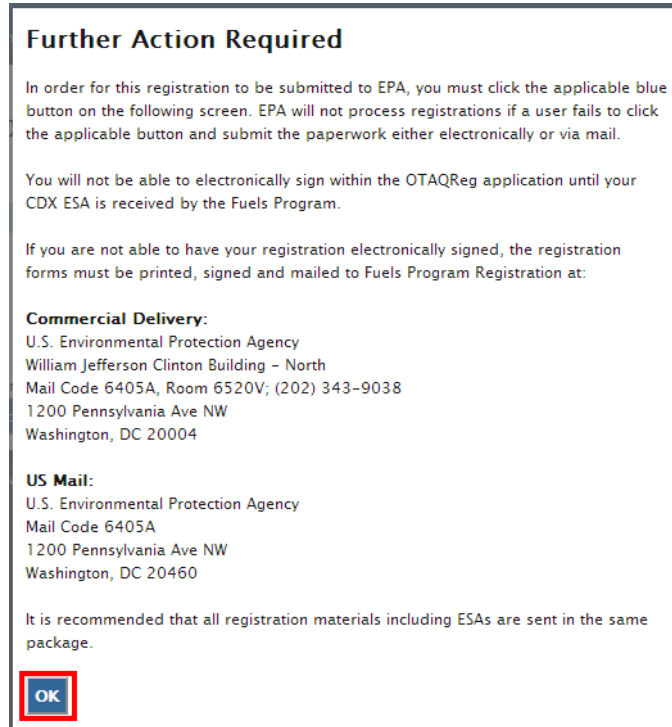 Further Action Required
In order for this registration to be submitted to EPA, you must click the applicable blue
button on the following screen. EPA will not process registrations if a user fails to click
the applicable button and submit the paperwork either electronically or via mail.
You will not be able to electronically sign within the OTAQReg application until your
CDX ESA is received by the Fuels Program.
If you are not able to have your registration electronically signed, the registration
forms must be printed, signed and mailed to Fuels Program Registration at:
Commercial Delivery:
U.S. Environmental Protection Agency
William Jefferson Clinton Building – North
Mail Code 6405A, Room 6520V; (202) 343-9038
1200 Pennsylvania Ave NW
Washington, DC 20004
US Mail:
U.S. Environmental Protection Agency
Mail Code 6405A
1200 Pennsylvania Ave NW
Washington, DC 20460
It is recommended that all registration materials including ESAs are sent in the same
package.
OK